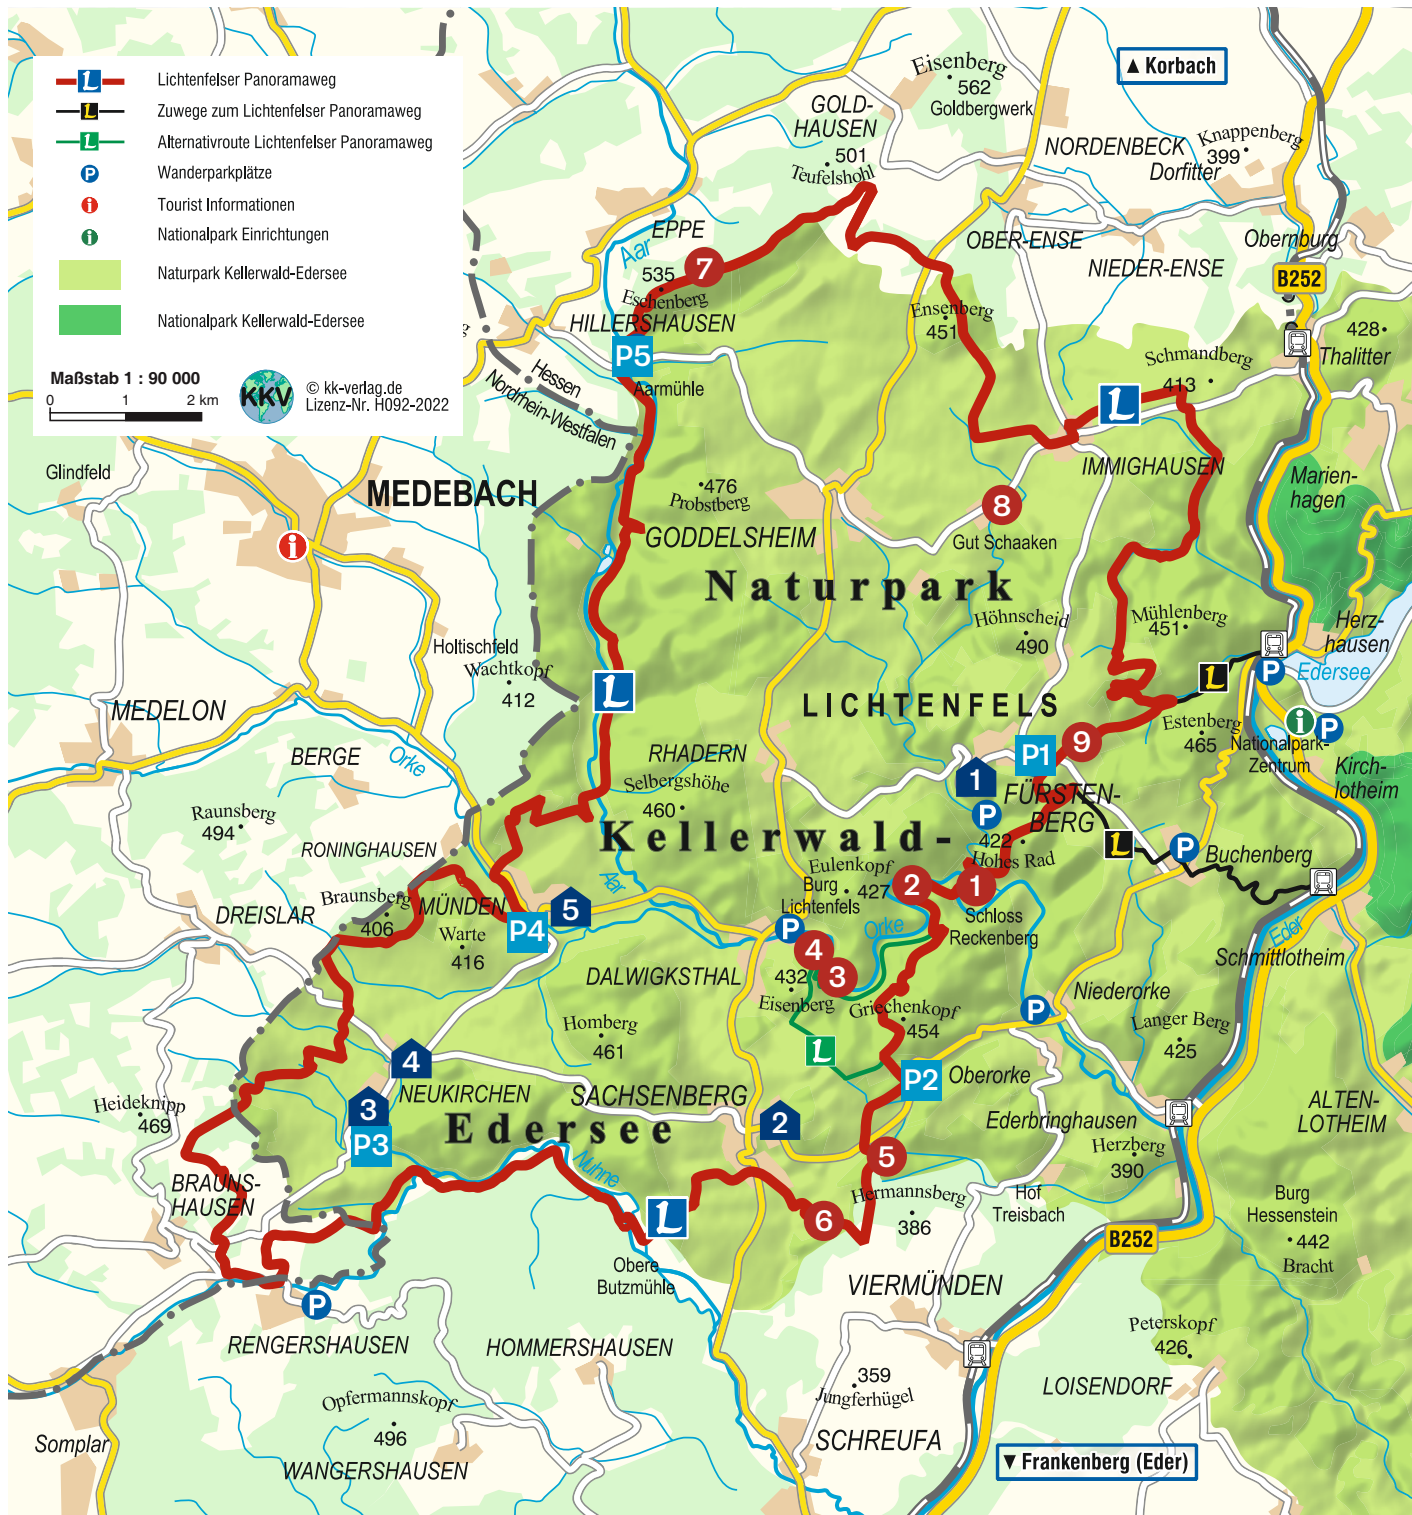 L Lichtenfelser Panoramaweg
L Zuwege zum Lichtenfelser Panoramaweg
L Alternativroute Lichtenfelser Panoramaweg
P Wanderparkplätze
i Tourist Informationen
i Nationalpark Einrichtungen
Naturpark Kellerwald-Edersee
Nationalpark Kellerwald-Edersee
Maßstab 1 : 90 000
0 1 2 km
KKV
© kk-verlag.de
Lizenz-Nr. H092-2022
▲ Korbach
Eisenberg
562
Goldbergwerk
GOLD-
HAUSEN
501
Teufelshohl
NORDENBECK
Knappenberg
399
Dorfitter
EPPE
Aar
OBER-ENSE
NIEDER-ENSE
Obernburg
B252
7
535
Eschenberg
HILLERSHAUSEN
Ensenberg
451
428
Thalitter
P5
Aarmühle
Hessen
Nordrhein-Westfalen
Schmandberg
413
L
IMMIGHAUSEN
Glindfeld
MEDEBACH
i
476
Probstberg
GODDELSHEIM
8
Gut Schaaken
Marien-
hagen
Naturpark
Höhnscheid
490
Mühlenberg
451
Herz-
hausen
Edersee
Holtischfeld
Wachtkopf
412
L
L
P
MEDELON
LICHTENFELS
Estenberg
465
i
P
Nationalpark-
Zentrum
BERGE
Orke
RHADERN
Selbergshöhe
460
P1
9
1
FÜRSTEN-
BERG
Kirch-
lotheim
Raunsberg
494
Kellerwald-
P
422
Hohes Rad
L
P
Buchenberg
RONINGHAUSEN
Aar
Eulenkopf
427
Burg
Lichtenfels
2
1
Braunsberg
406
MÜNDEN
5
DREISLAR
Warte
416
P4
P
Orke
Schloss
Reckenberg
Eder
Schmittlotheim
4
3
DALWIGKSTHAL
432
Eisenberg
Griechenkopf
454
P
Niederorke
Langer Berg
425
Homberg
461
4
L
NEUKIRCHEN
SACHSENBERG
P2
Oberorke
Heideknipp
469
3
2
Ederbringhausen
ALTEN-
LOTHEIM
Edersee
P3
5
Herzberg
390
Nuhne
BRAUNS-
HAUSEN
Hermannsberg
386
Hof
Treisbach
Burg
Hessenstein
442
Bracht
L
6
B252
Obere
Butzmühle
VIERMÜNDEN
P
RENGERSHAUSEN
HOMMERSHAUSEN
Peterskopf
426
359
Jungferhügel
LOISENDORF
Opfermannskopf
496
Somplar
WANGERSHAUSEN
SCHREUFA
▼ Frankenberg (Eder)